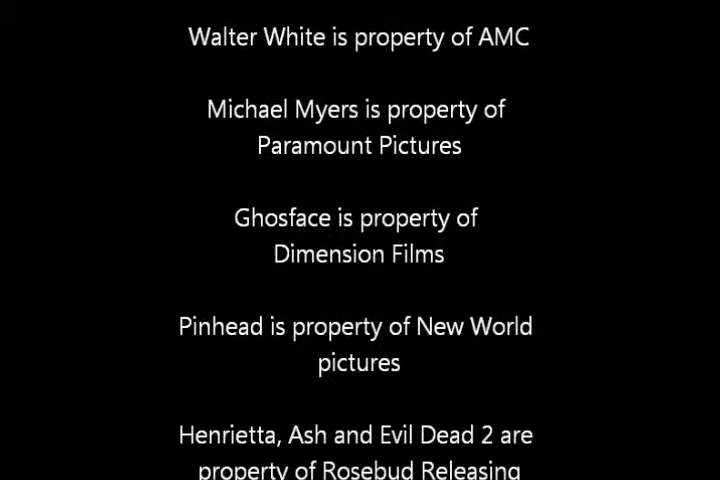 Walter White is property of AMC
Michael Myers is property of
Paramount Pictures
Ghosface is property of
Dimension Films
Pinhead is property of New World
pictures
Henrietta, Ash and Evil Dead 2 are
property of Rosebud Releasing